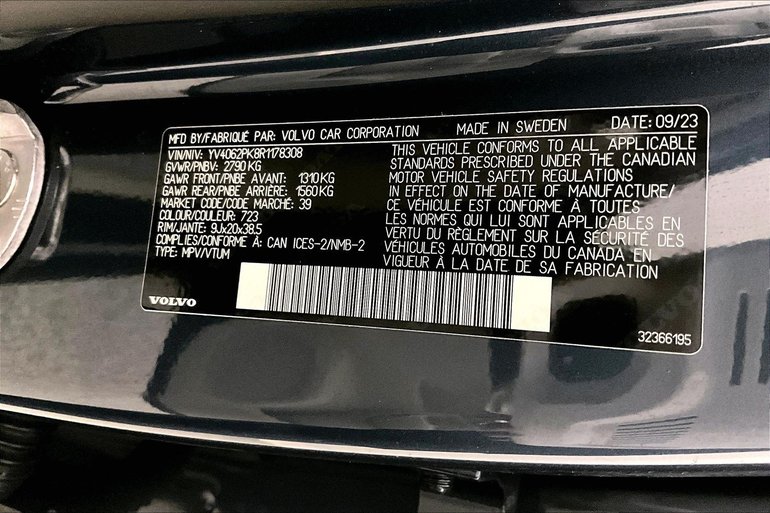 MFD BY/FABRIQUÉ PAR: VOLVO CAR CORPORATION MADE IN SWEDEN DATE: 09/23
VIN/NIV: YV4062PK8R1178308
GVWR/PNBV: 2790 KG
GAWR FRONT/PNBE AVANT: 1310 KG
GAWR REAR/PNBE ARRIÈRE: 1560 KG
MARKET CODE/CODE MARCHÉ: 39
COLOUR/COULEUR: 723
RIM/JANTE: 9Jx20x38.5
COMPLIES/CONFORME À: CAN ICES-2/NMB-2
TYPE: MPV/VTUM
THIS VEHICLE CONFORMS TO ALL APPLICABLE
STANDARDS PRESCRIBED UNDER THE CANADIAN
MOTOR VEHICLE SAFETY REGULATIONS
IN EFFECT ON THE DATE OF MANUFACTURE/
CE VÉHICULE EST CONFORME À TOUTES
LES NORMES QUI LUI SONT APPLICABLES EN
VERTU DU RÈGLEMENT SUR LA SÉCURITÉ DES
VÉHICULES AUTOMOBILES DU CANADA EN
VIGUEUR À LA DATE DE SA FABRICATION
VOLVO
32366195